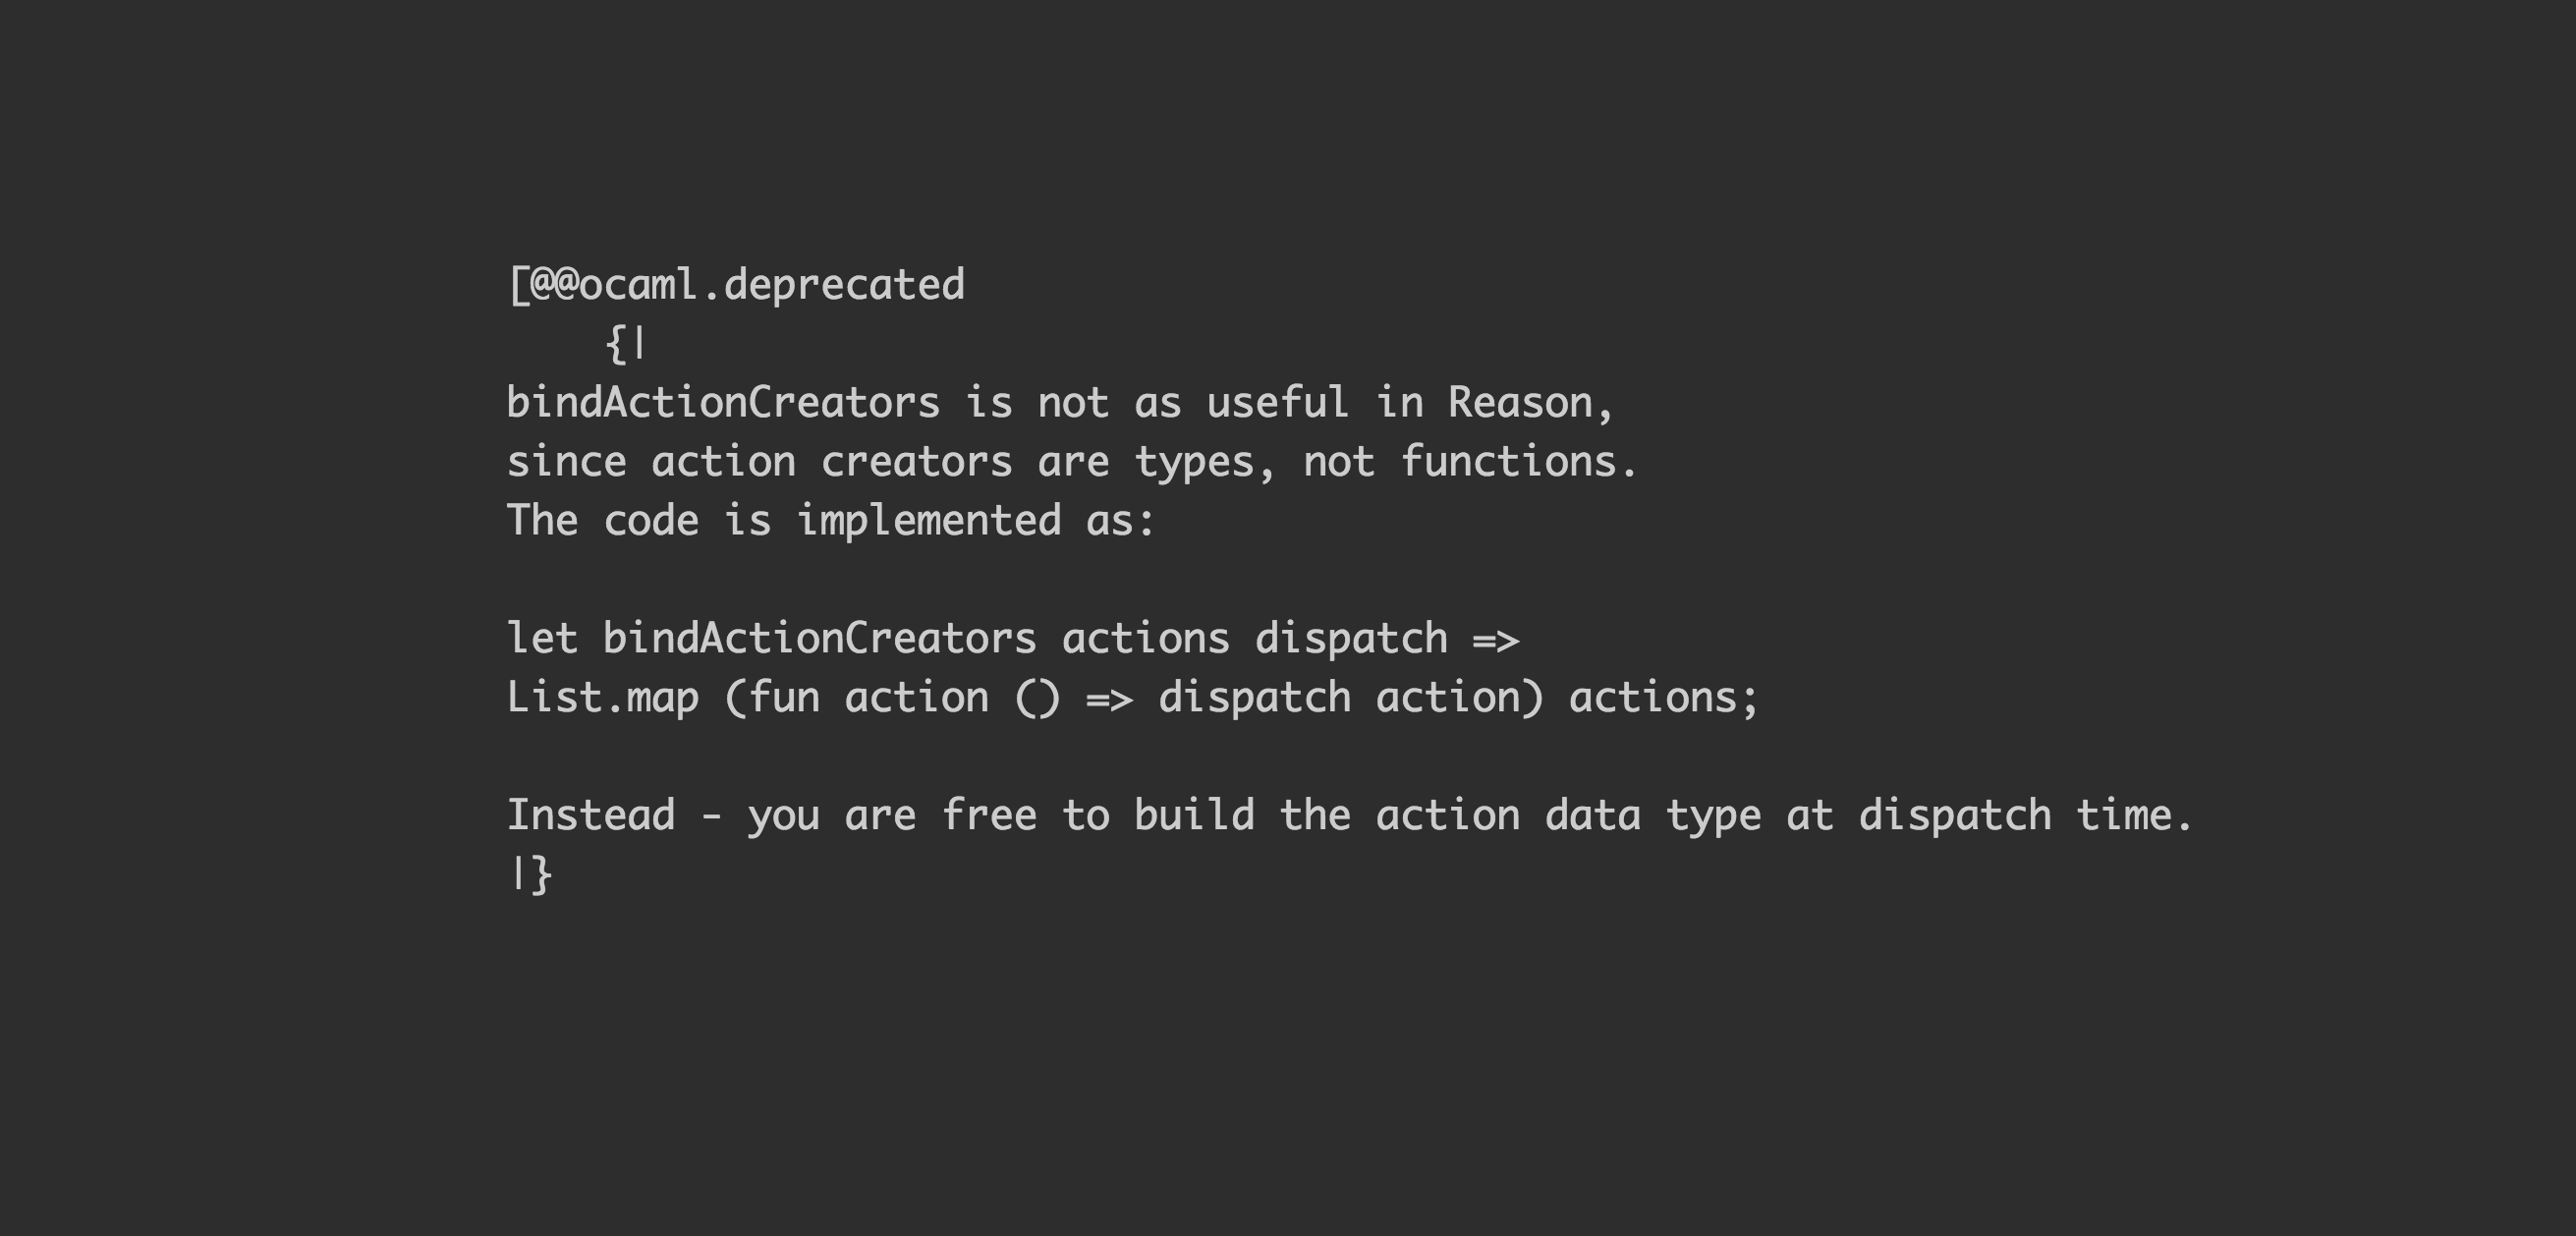 [@@ocaml.deprecated
    {|
bindActionCreators is not as useful in Reason,
since action creators are types, not functions.
The code is implemented as:

let bindActionCreators actions dispatch =>
List.map (fun action () => dispatch action) actions;

Instead - you are free to build the action data type at dispatch time.
|}